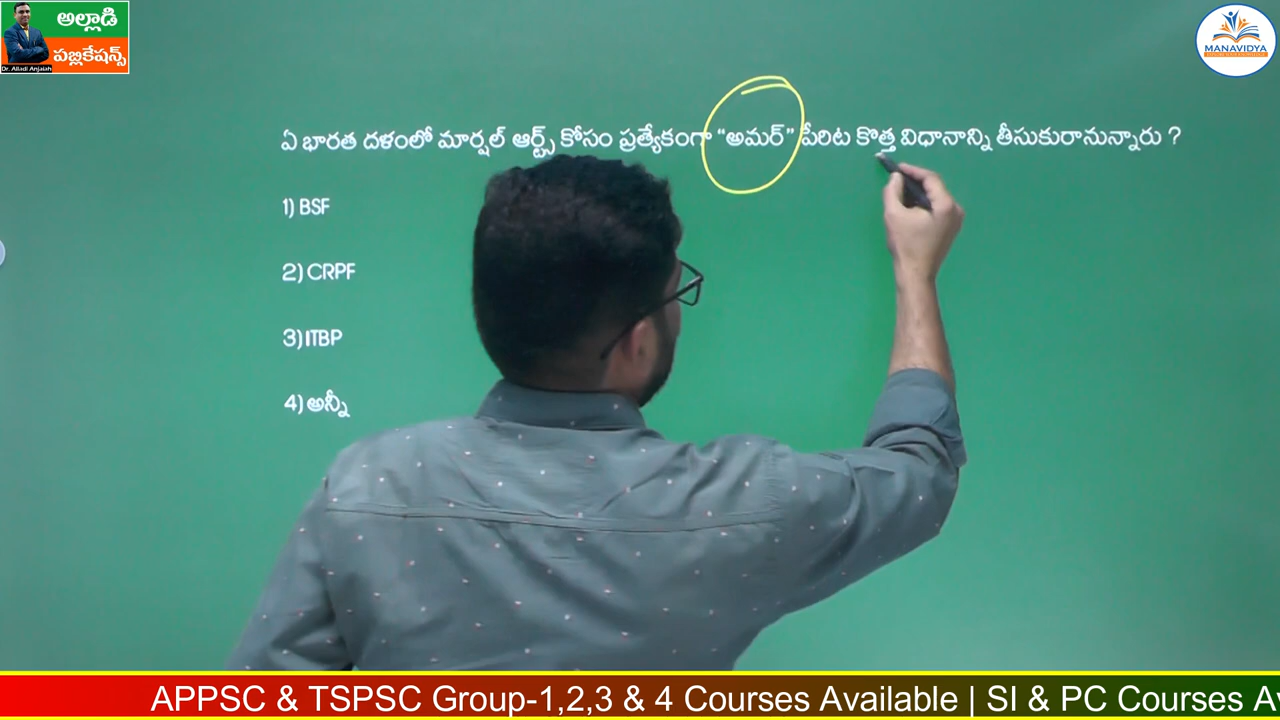 అల్లాడి
పబ్లికేషన్స్
Dr. Alladi Anjaiah
MANAVIDYA
ఏ భారత దళంలో మార్షల్ ఆర్ట్స్ కోసం ప్రత్యేకంగా “అమర్” పేరిట కొత్త విధానాన్ని తీసుకురానున్నారు ?
1) BSF
2) CRPF
3) ITBP
4) అన్నీ
APPSC & TSPSC Group-1,2,3 & 4 Courses Available | SI & PC Courses Av